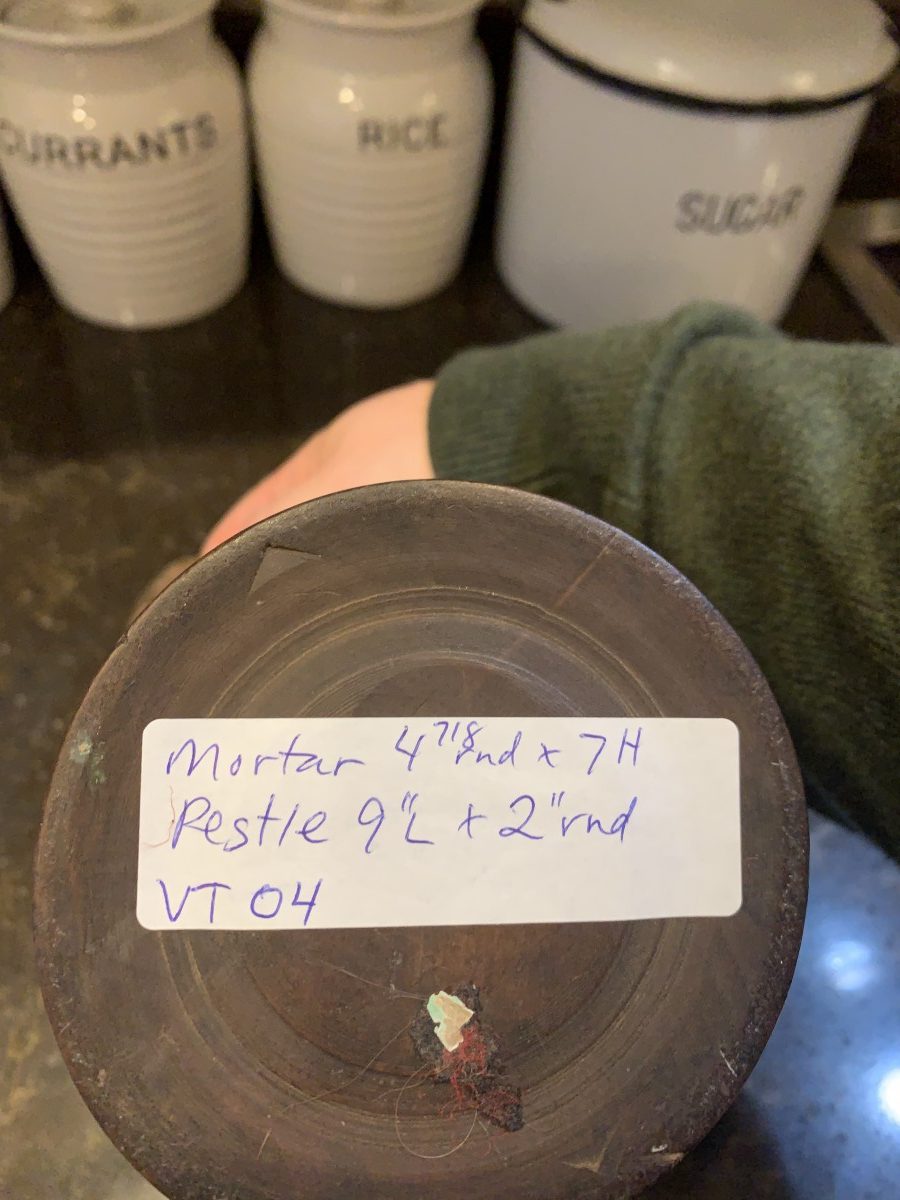 CURRANTS
RICE
SUGAR
Mortar 4 7/8 rnd x 7H
Pestle 9"L x 2" rnd
VT 04